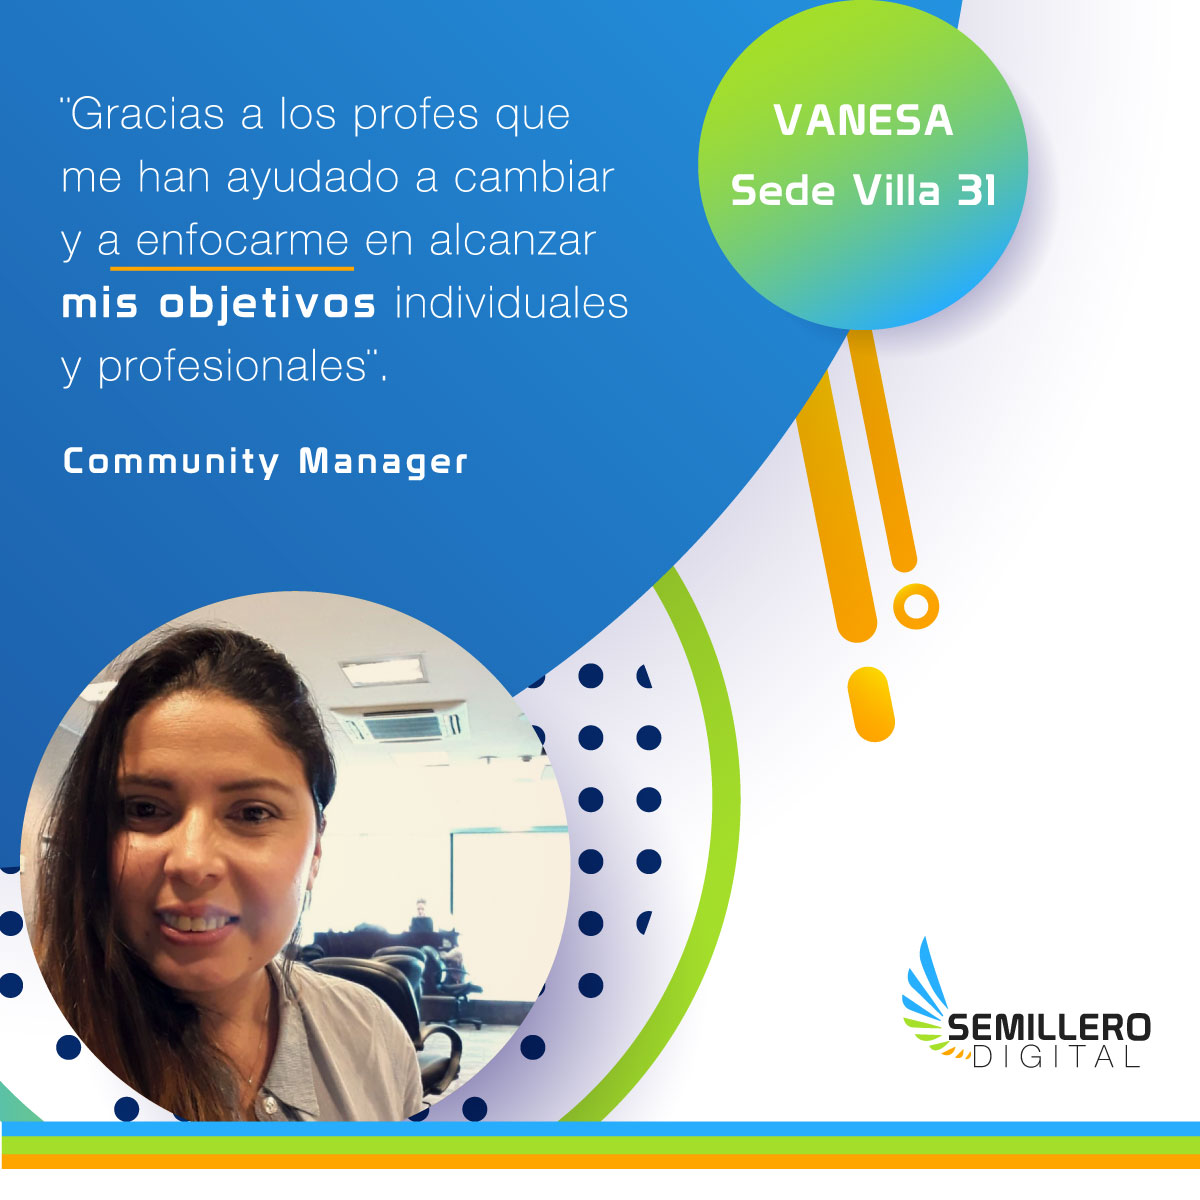 ¨Gracias a los profes que
me han ayudado a cambiar
y a enfocarme en alcanzar
mis objetivos individuales
y profesionales¨.
Community Manager
VANESA
Sede Villa 31
SEMILLERO
DIGITAL